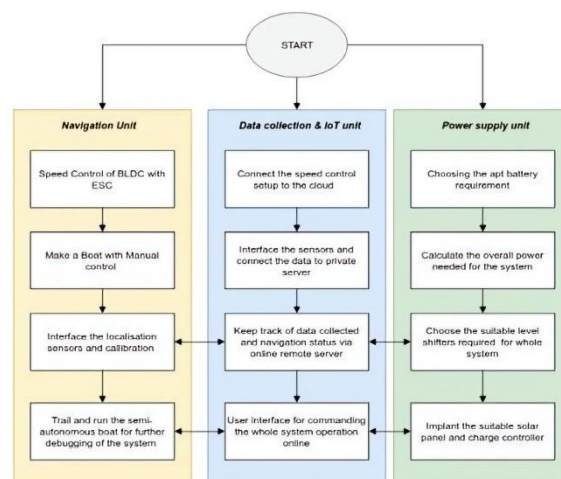 START
Navigation Unit
Speed Control of BLDC with
ESC
Make a Boat with Manual
control
Interface the localisation
sensors and callibration
Trail and run the semi-
autonomous boat for further
debugging of the system
Data collection & IoT unit
Connect the speed control
setup to the cloud
Interface the sensors and
connect the data to private
server
Keep track of data collected
and navigation status via
online remote server
User interface for commanding
the whole system operation
online
Power supply unit
Choosing the apt battery
requirement
Calculate the overall power
needed for the system
Choose the suitable level
shifters required for whole
system
Implant the suitable solar
panel and charge controller